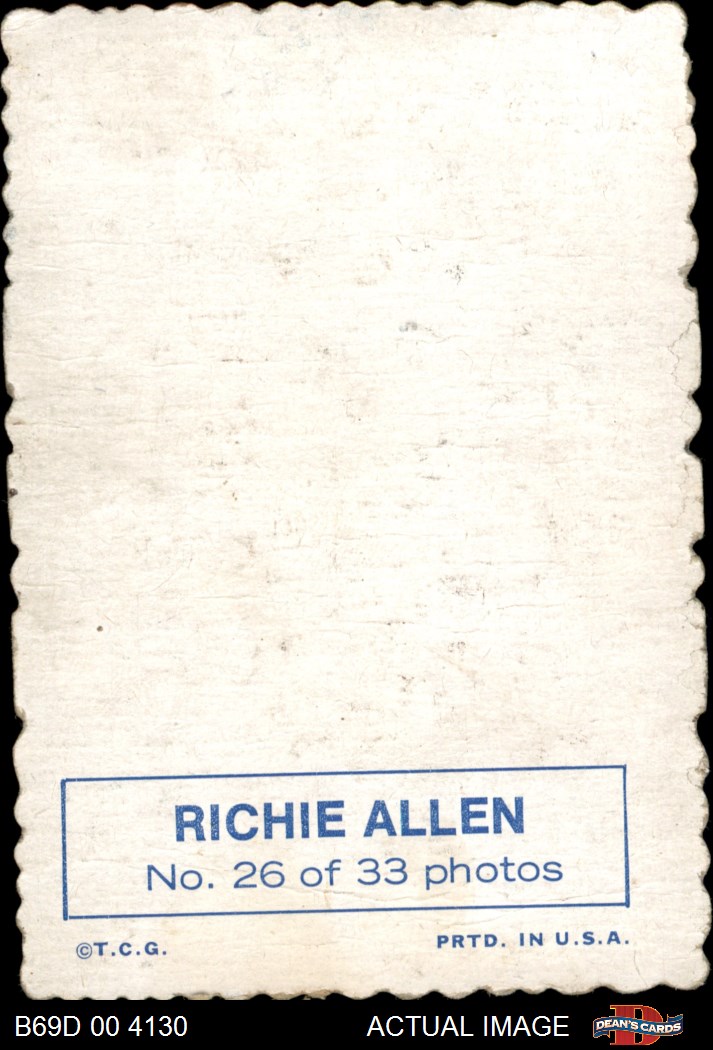 RICHIE ALLEN
No. 26 of 33 photos
©T.C.G.
PRTD. IN U.S.A.
B69D 00 4130
ACTUAL IMAGE
D
DEAN'S CARDS